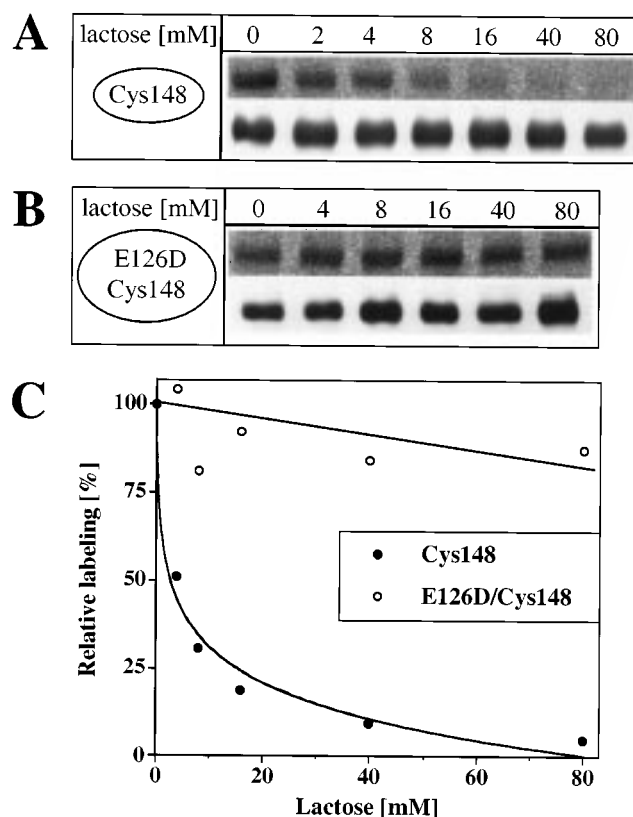 A
lactose [mM] 0 2 4 8 16 40 80
Cys148
B
lactose [mM] 0 4 8 16 40 80
E126D
Cys148
C
Relative labeling [%]
100
75
50
25
0
Cys148
E126D/Cys148
0 20 40 60 80
Lactose [mM]